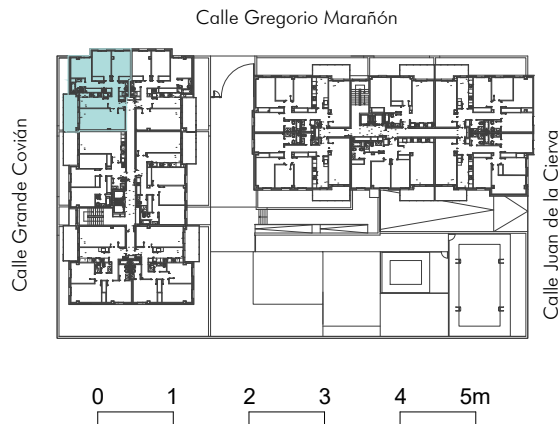 Calle Gregorio Marañón
Calle Grande Covián
Calle Juan de la Cierva
0 1 2 3 4 5m